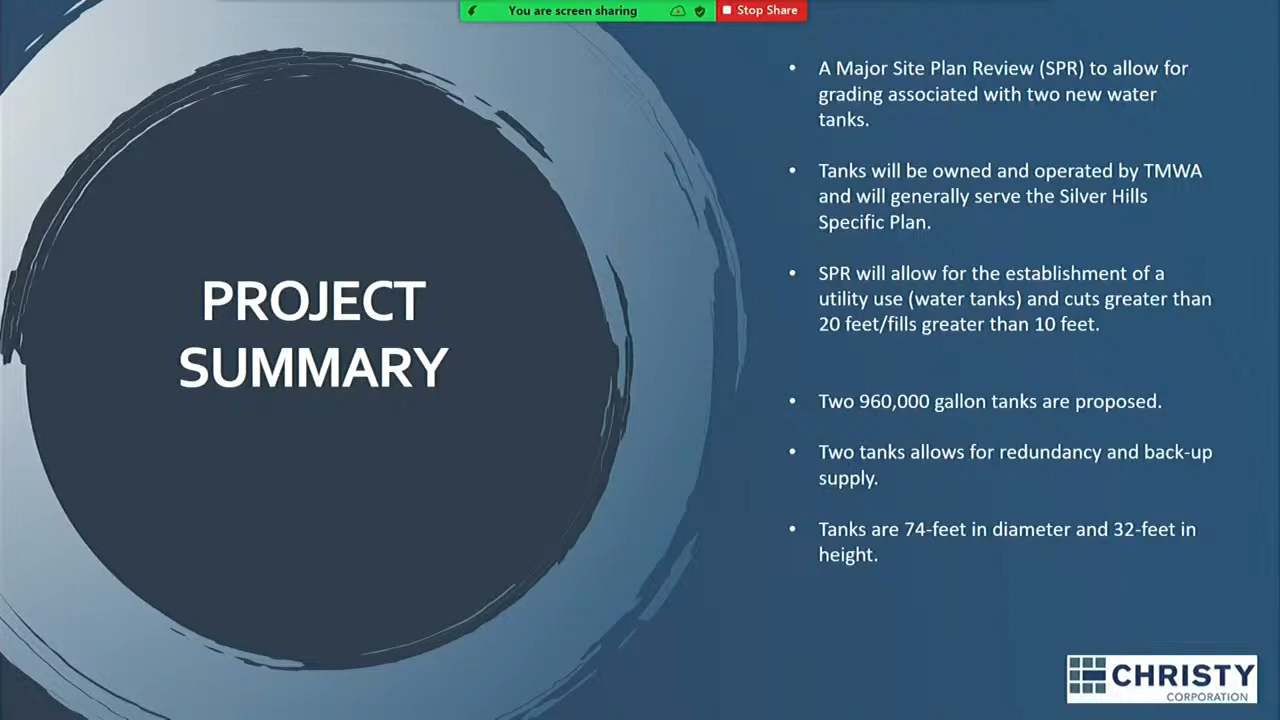 You are screen sharing
Stop Share
PROJECT
SUMMARY
• A Major Site Plan Review (SPR) to allow for
grading associated with two new water
tanks.
• Tanks will be owned and operated by TMWA
and will generally serve the Silver Hills
Specific Plan.
• SPR will allow for the establishment of a
utility use (water tanks) and cuts greater than
20 feet/fills greater than 10 feet.
• Two 960,000 gallon tanks are proposed.
• Two tanks allows for redundancy and back-up
supply.
• Tanks are 74-feet in diameter and 32-feet in
height.
CHRISTY
CORPORATION